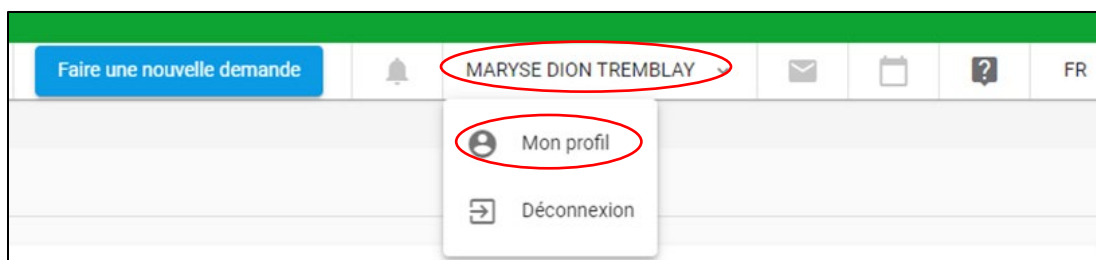 Faire une nouvelle demande
MARYSE DION TREMBLAY
FR
Mon profil
Déconnexion